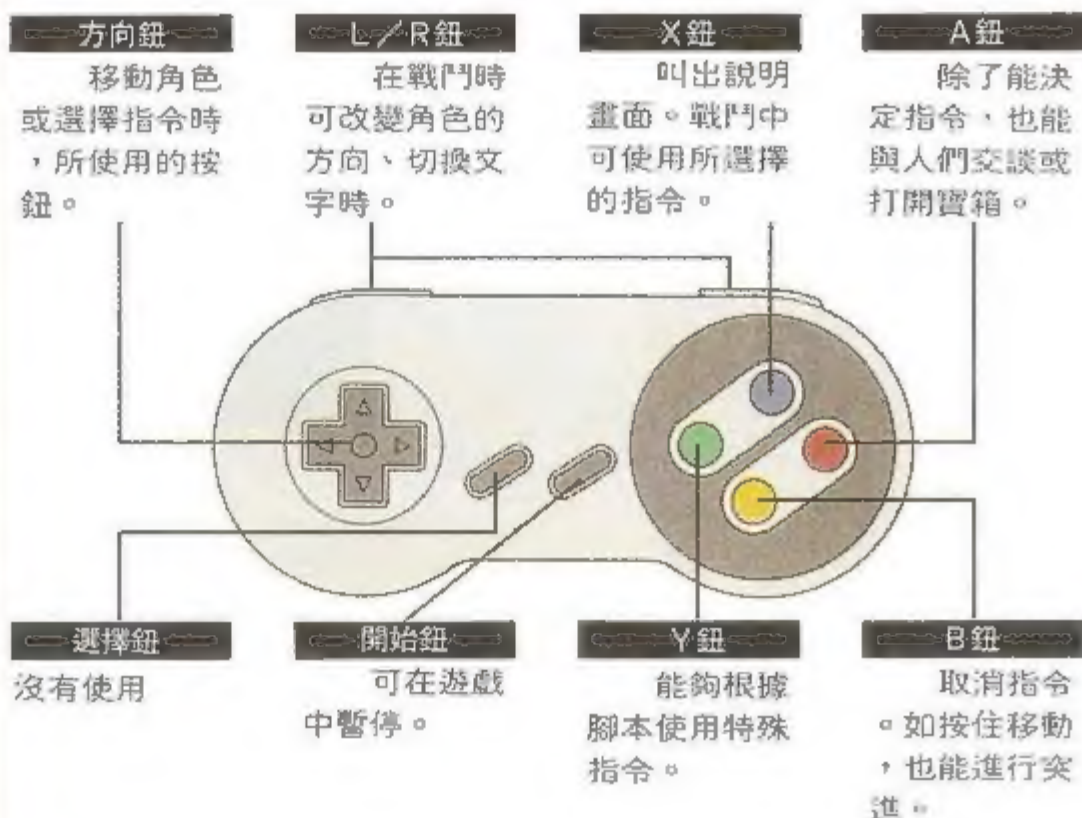 方向鈕
移動角色
或選擇指令時
，所使用的按
鈕。
L／R鈕
在戰鬥時
可改變角色的
方向、切換文
字時。
X鈕
叫出說明
畫面。戰鬥中
可使用所選擇
的指令。
A鈕
除了能決
定指令，也能
與人們交談或
打開寶箱。
選擇鈕
沒有使用
開始鈕
可在遊戲
中暫停。
Y鈕
能夠根據
腳本使用特殊
指令。
B鈕
取消指令
。如按住移動
，也能進行突
進。